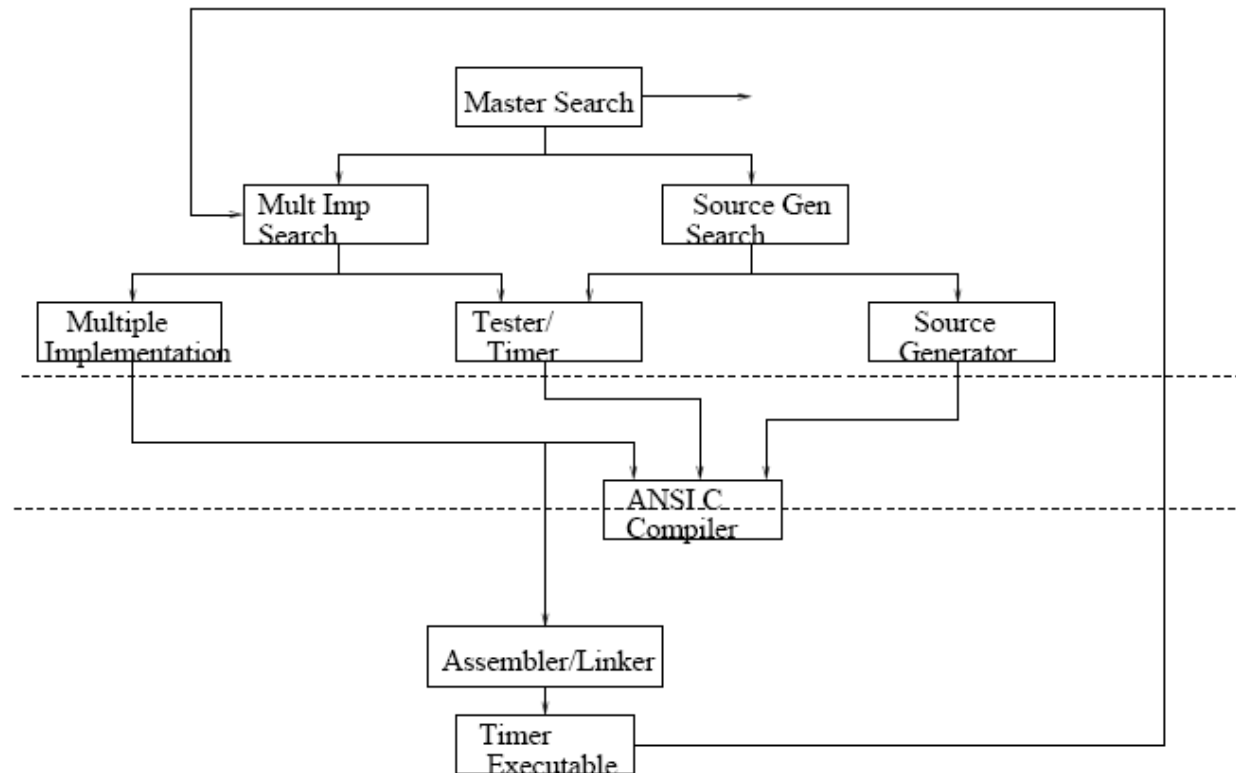 Master Search
Mult Imp
Search
Source Gen
Search
Multiple
Implementation
Tester/
Timer
Source
Generator
ANSI C
Compiler
Assembler/Linker
Timer
Executable